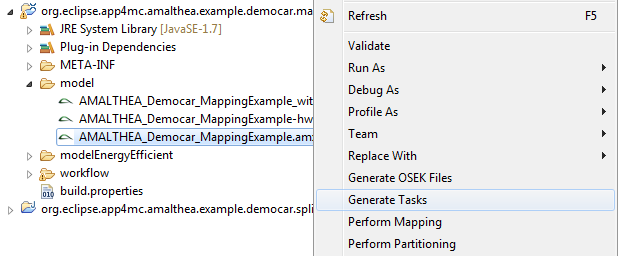 org.eclipse.app4mc.amalthea.example.democar.ma
JRE System Library [JavaSE-1.7]
Plug-in Dependencies
META-INF
model
AMALTHEA_Democar_MappingExample_wit
AMALTHEA_Democar_MappingExample-hw
AMALTHEA_Democar_MappingExample.am
modelEnergyEfficient
workflow
010
build.properties
org.eclipse.app4mc.amalthea.example.democar.spli
Refresh F5
Validate
Run As
Debug As
Profile As
Team
Replace With
Generate OSEK Files
Generate Tasks
Perform Mapping
Perform Partitioning